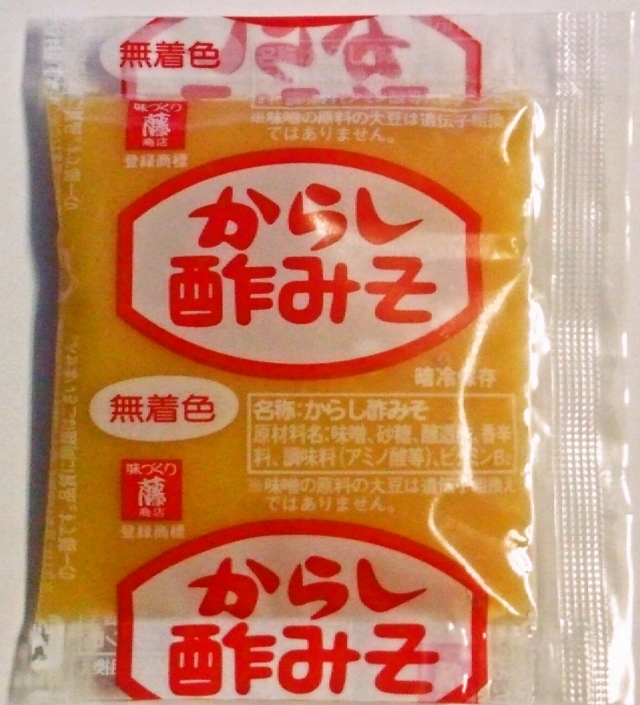 無着色
味づくり
藤
商店
登録商標
※味噌の原料の大豆は遺伝子組換え
ではありません。
からし
酢みそ
暗冷 保存
無着色
名称:からし酢みそ
原材料名:味噌、砂糖、醸造酢、香辛
料、調味料(アミノ酸等)、ビタミンB₂
味づくり
藤
商店
登録商標
※味噌の原料の大豆は遺伝子組換え
ではありません。
からし
酢みそ